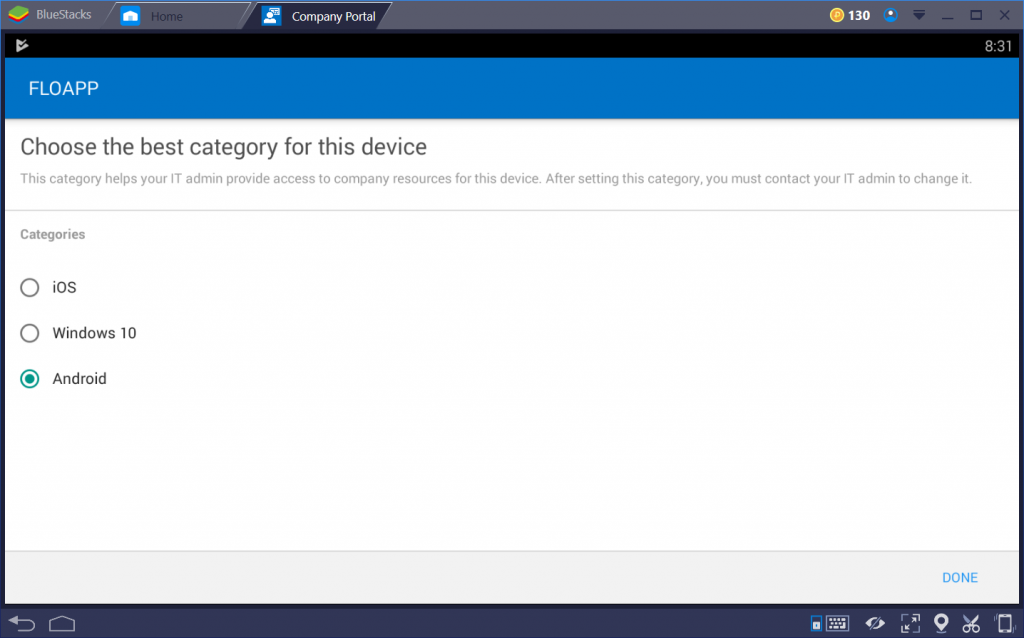 BlueStacks
Home
Company Portal
130
8:31
FLOAPP
Choose the best category for this device
This category helps your IT admin provide access to company resources for this device. After setting this category, you must contact your IT admin to change it.
Categories
iOS
Windows 10
Android
DONE